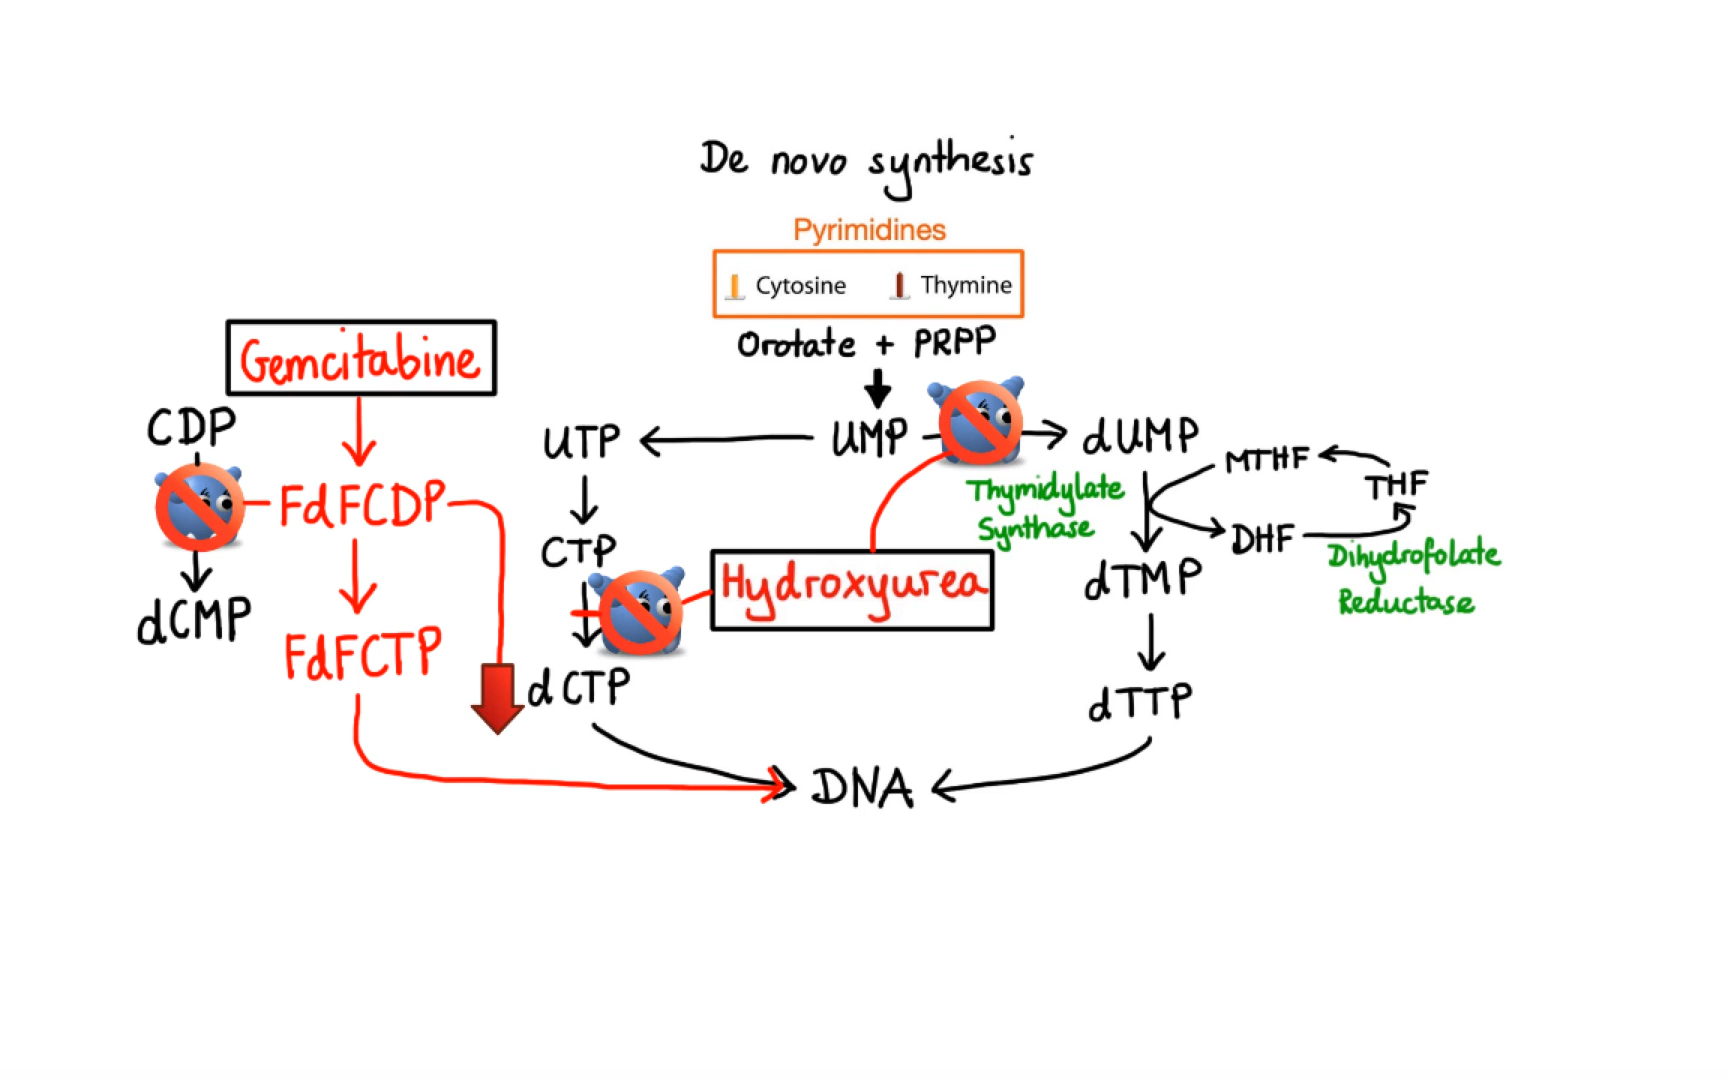 De novo synthesis
Pyrimidines
Cytosine Thymine
Orotate + PRPP
Gemcitabine
CDP
UTP
UMP
dUMP
MTHF
THF
FdFCDP
Thymidylate
Synthase
DHF
Dihydrofolate
Reductase
CTP
Hydroxyurea
dTMP
dCMP
FdFCTP
dCTP
dTTP
DNA